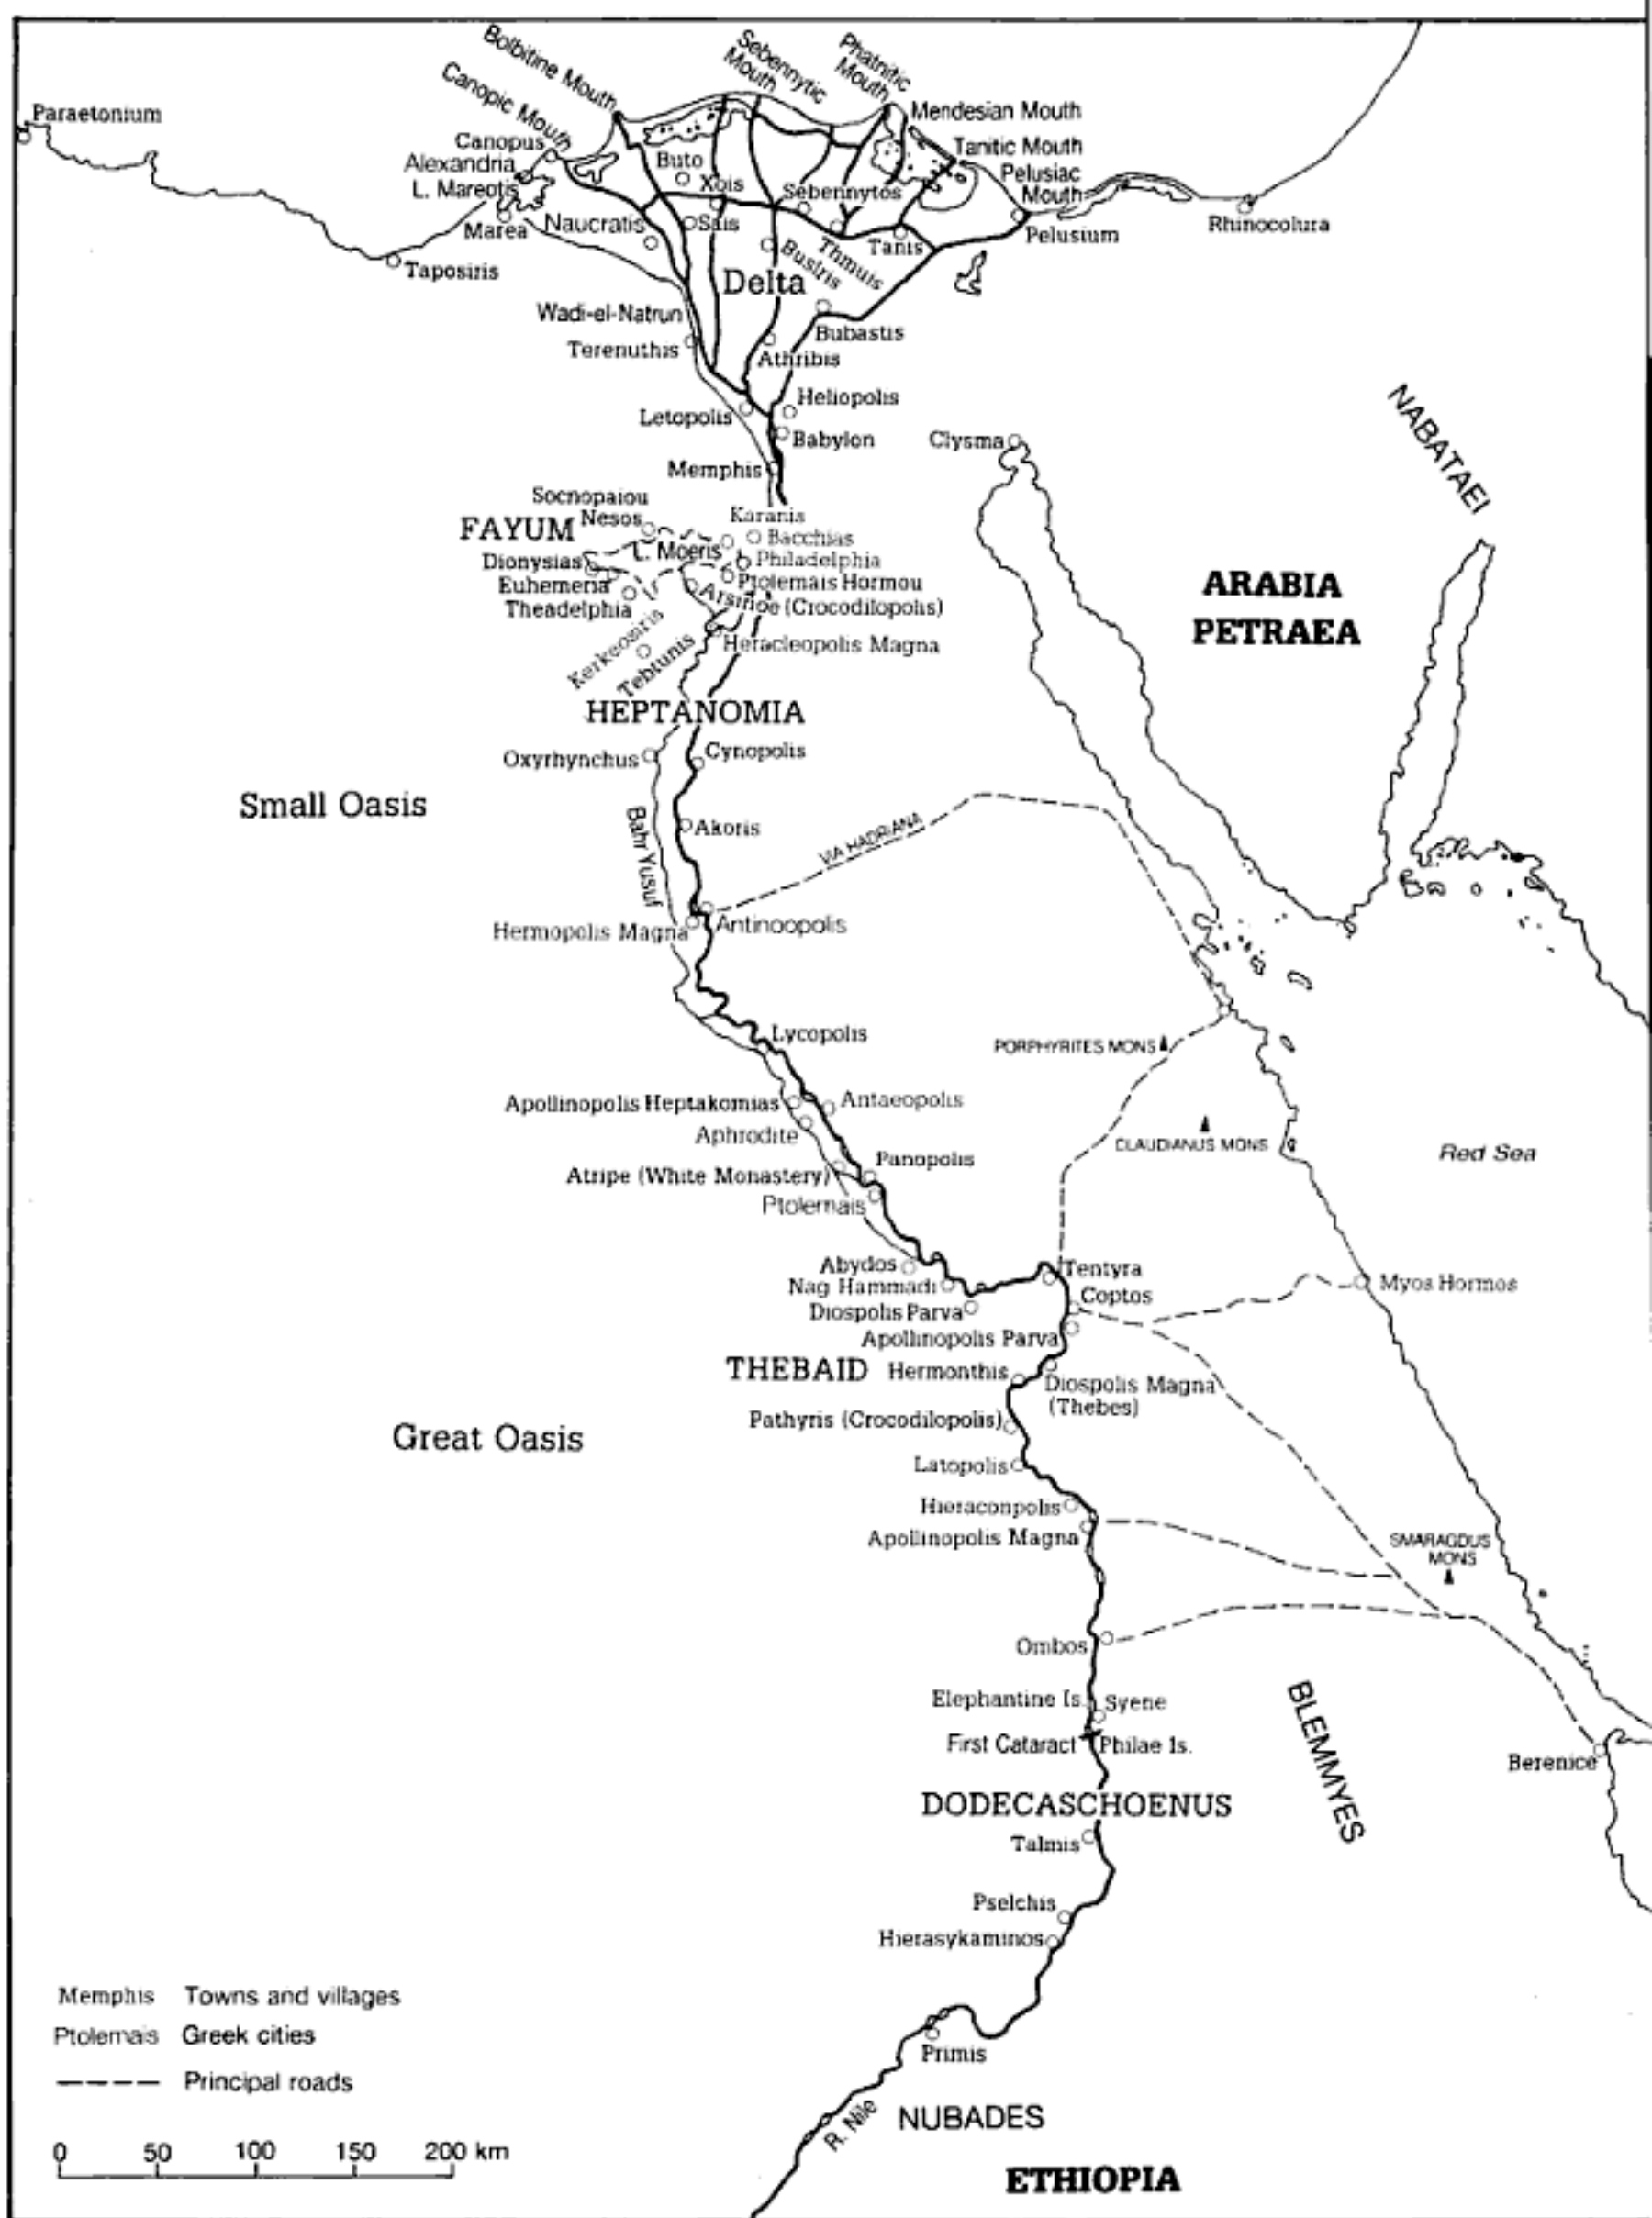 Bolbitine Mouth
Canopic Mouth
Sebennytic
Mouth
Phatnitic
Mouth
Mendesian Mouth
Tanitic Mouth
Pelusiac
Mouth
Paraetonium
Canopus
Alexandria
L. Mareotis
Marea
Taposiris
Buto
Xois
Sebennytos
Naucratis
Sais
Busiris
Thmuis
Tanis
Pelusium
Rhinocolura
Delta
Wadi-el-Natrun
Terenuthis
Bubastis
Athribis
Letopolis
Heliopolis
Babylon
Memphis
Clysma
NABATAEI
Socnopaiou
Nesos
FAYUM
Karanis
Bacchias
L. Moeris
Philadelphia
Dionysias
Euhemeria
Theadelphia
Ptolemais Hormou
Arsinoe (Crocodilopolis)
Kerkeosiris
Tebtunis
Heracleopolis Magna
ARABIA
PETRAEA
HEPTANOMIA
Oxyrhynchus
Cynopolis
Small Oasis
Bahr Yusuf
Akoris
VIA HADRIANA
Hermopolis Magna
Antinoopolis
Lycopolis
PORPHYRITES MONS
Apollinopolis Heptakomias
Antaeopolis
Aphrodite
CLAUDIANUS MONS
Red Sea
Atripe (White Monastery)
Panopolis
Ptolemais
Abydos
Nag Hammadi
Diospolis Parva
Tentyra
Coptos
Myos Hormos
Apollinopolis Parva
THEBAID
Hermonthis
Diospolis Magna
(Thebes)
Pathyris (Crocodilopolis)
Great Oasis
Latopolis
Hieraconpolis
Apollinopolis Magna
SMARAGDUS
MONS
Ombos
Elephantine Is.
Syene
First Cataract
Philae Is.
BLEMMYES
Berenice
DODECASCHOENUS
Talmis
Pselchis
Hierasykaminos
Primis
R. Nile
NUBADES
ETHIOPIA
Memphis Towns and villages
Ptolemais Greek cities
Principal roads
0 50 100 150 200 km